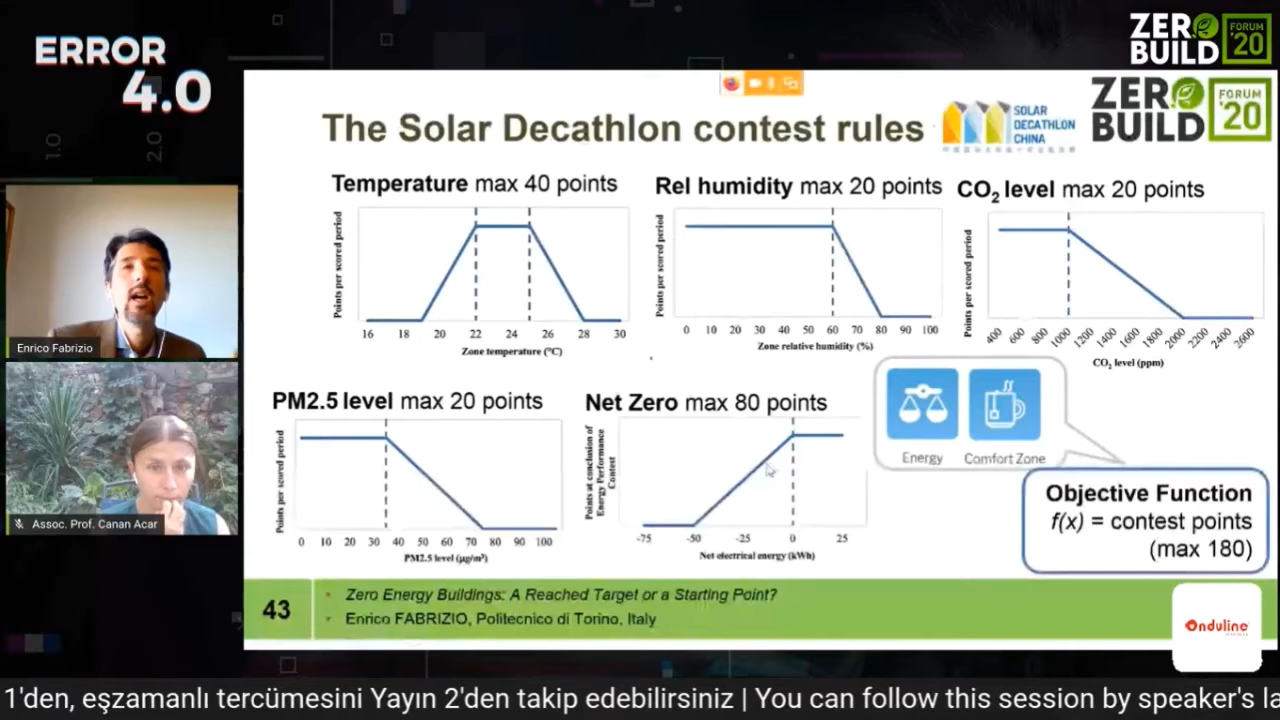 ERROR
4.0
1.0
2.0
ZERO
BUILD
FORUM
'20
ZERO
BUILD
FORUM
'20
The Solar Decathlon contest rules
SOLAR
DECATHLON
CHINA
Temperature max 40 points
Points per scored period
16 18 20 22 24 26 28 30
Zone temperature (°C)
Rel humidity max 20 points
Points per scored period
0 10 20 30 40 50 60 70 80 90 100
Zone relative humidity (%)
CO2 level max 20 points
Points per scored period
400 600 800 1000 1200 1400 1600 1800 2000 2200 2400 2600
CO2 level (ppm)
Enrico Fabrizio
Assoc. Prof. Canan Acar
PM2.5 level max 20 points
Points per scored period
0 10 20 30 40 50 60 70 80 90 100
PM2.5 level (µg/m³)
Net Zero max 80 points
Points at conclusion of
Energy Performance
Contest
-75 -50 -25 0 25
Net electrical energy (kWh)
Energy
Comfort Zone
Objective Function
f(x) = contest points
(max 180)
43
Zero Energy Buildings: A Reached Target or a Starting Point?
Enrico FABRIZIO, Politecnico di Torino, Italy
Onduline
1'den, eşzamanlı tercümesini Yayın 2'den takip edebilirsiniz | You can follow this session by speaker's la